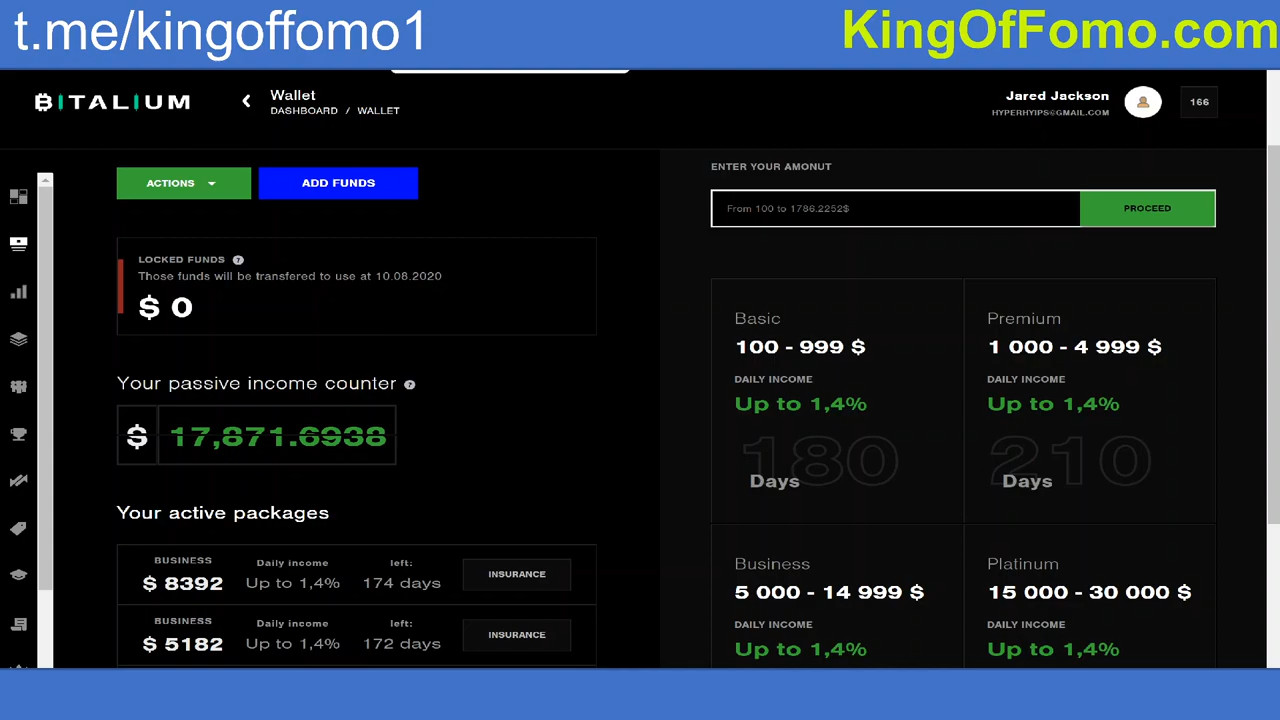 t.me/kingoffomo1
KingOfFomo.com
BITALIUM
Wallet
DASHBOARD / WALLET
Jared Jackson
HYPERHYIPS@GMAIL.COM
166
ACTIONS
ADD FUNDS
LOCKED FUNDS ?
Those funds will be transfered to use at 10.08.2020
$ 0
Your passive income counter ?
$ 17,871.6938
Your active packages
BUSINESS
$ 8392
Daily income
Up to 1,4%
left:
174 days
INSURANCE
BUSINESS
$ 5182
Daily income
Up to 1,4%
left:
172 days
INSURANCE
ENTER YOUR AMONUT
From 100 to 1786.2252$
PROCEED
Basic
100 - 999 $
DAILY INCOME
Up to 1,4%
180
Days
Premium
1 000 - 4 999 $
DAILY INCOME
Up to 1,4%
210
Days
Business
5 000 - 14 999 $
DAILY INCOME
Up to 1,4%
Platinum
15 000 - 30 000 $
DAILY INCOME
Up to 1,4%